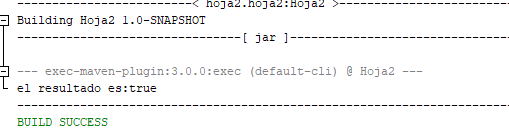 -----------------------< hoja2.hoja2:Hoja2 >------------------------
Building Hoja2 1.0-SNAPSHOT
--------------------------------[ jar ]---------------------------------
--- exec-maven-plugin:3.0.0:exec (default-cli) @ Hoja2 ---
el resultado es:true
------------------------------------------------------------------------
BUILD SUCCESS